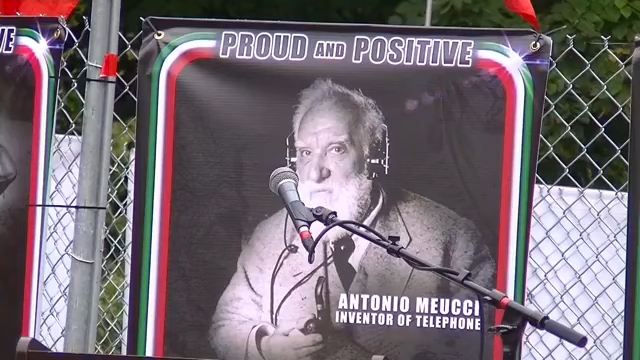 E
PROUD AND POSITIVE
ANTONIO MEUCCI
INVENTOR OF TELEPHONE